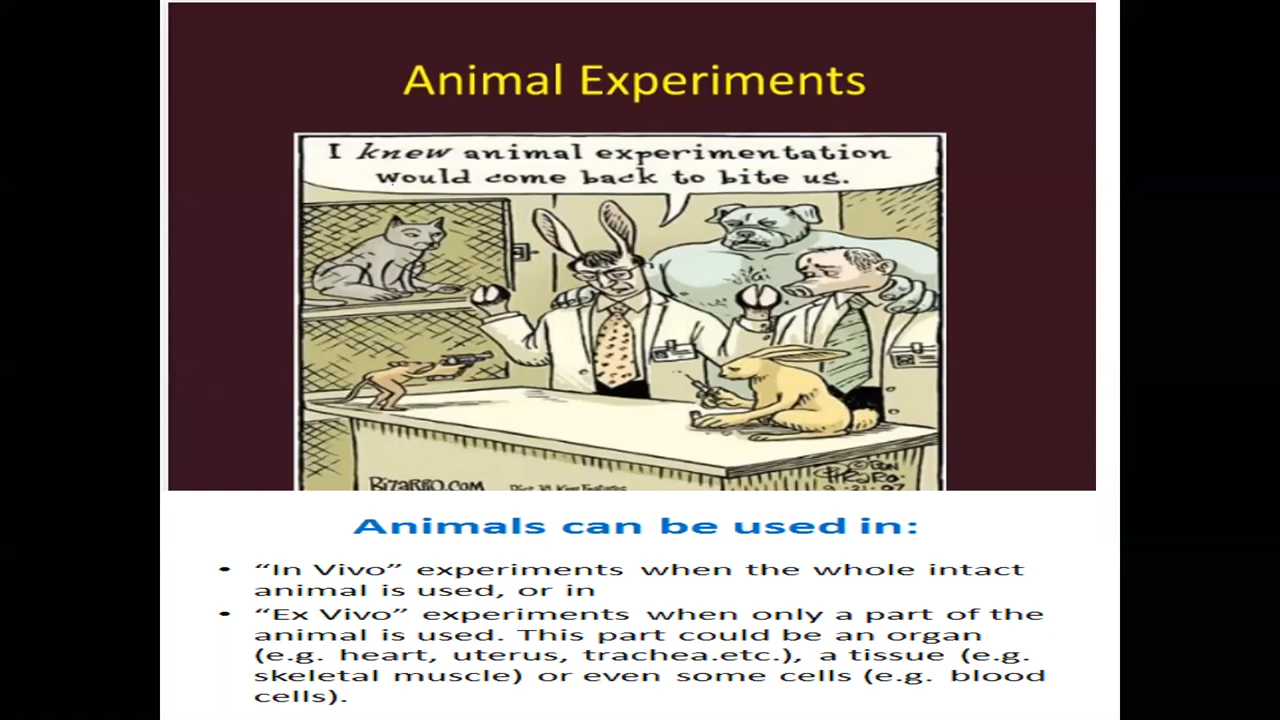 Animal Experiments
I knew animal experimentation
would come back to bite us.
BIZARRO.COM
Animals can be used in:
• “In Vivo” experiments when the whole intact
animal is used, or in
• “Ex Vivo” experiments when only a part of the
animal is used. This part could be an organ
(e.g. heart, uterus, trachea.etc.), a tissue (e.g.
skeletal muscle) or even some cells (e.g. blood
cells).